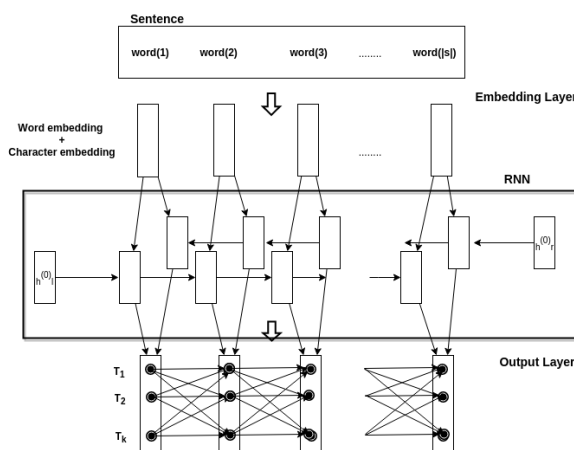 Sentence
word(1) word(2) word(3) ........ word(|s|)
Embedding Layer
Word embedding
+
Character embedding
........
RNN
h(0)l
h(0)r
Output Layer
T1
T2
Tk